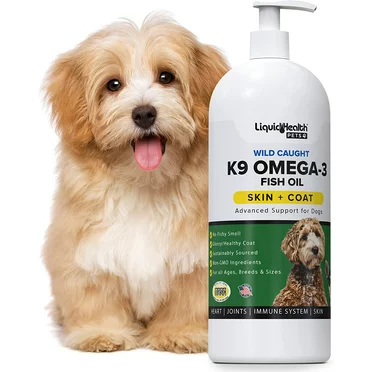 LiquidHealth
PETS
WILD CAUGHT
K9 OMEGA-3
FISH OIL
SKIN + COAT
Advanced Support for Dogs
No Fishy Smell
Glossy/Healthy Coat
Sustainably Sourced
Non-GMO Ingredients
For all Ages, Breeds & Sizes
HEART | JOINTS | IMMUNE SYSTEM | SKIN